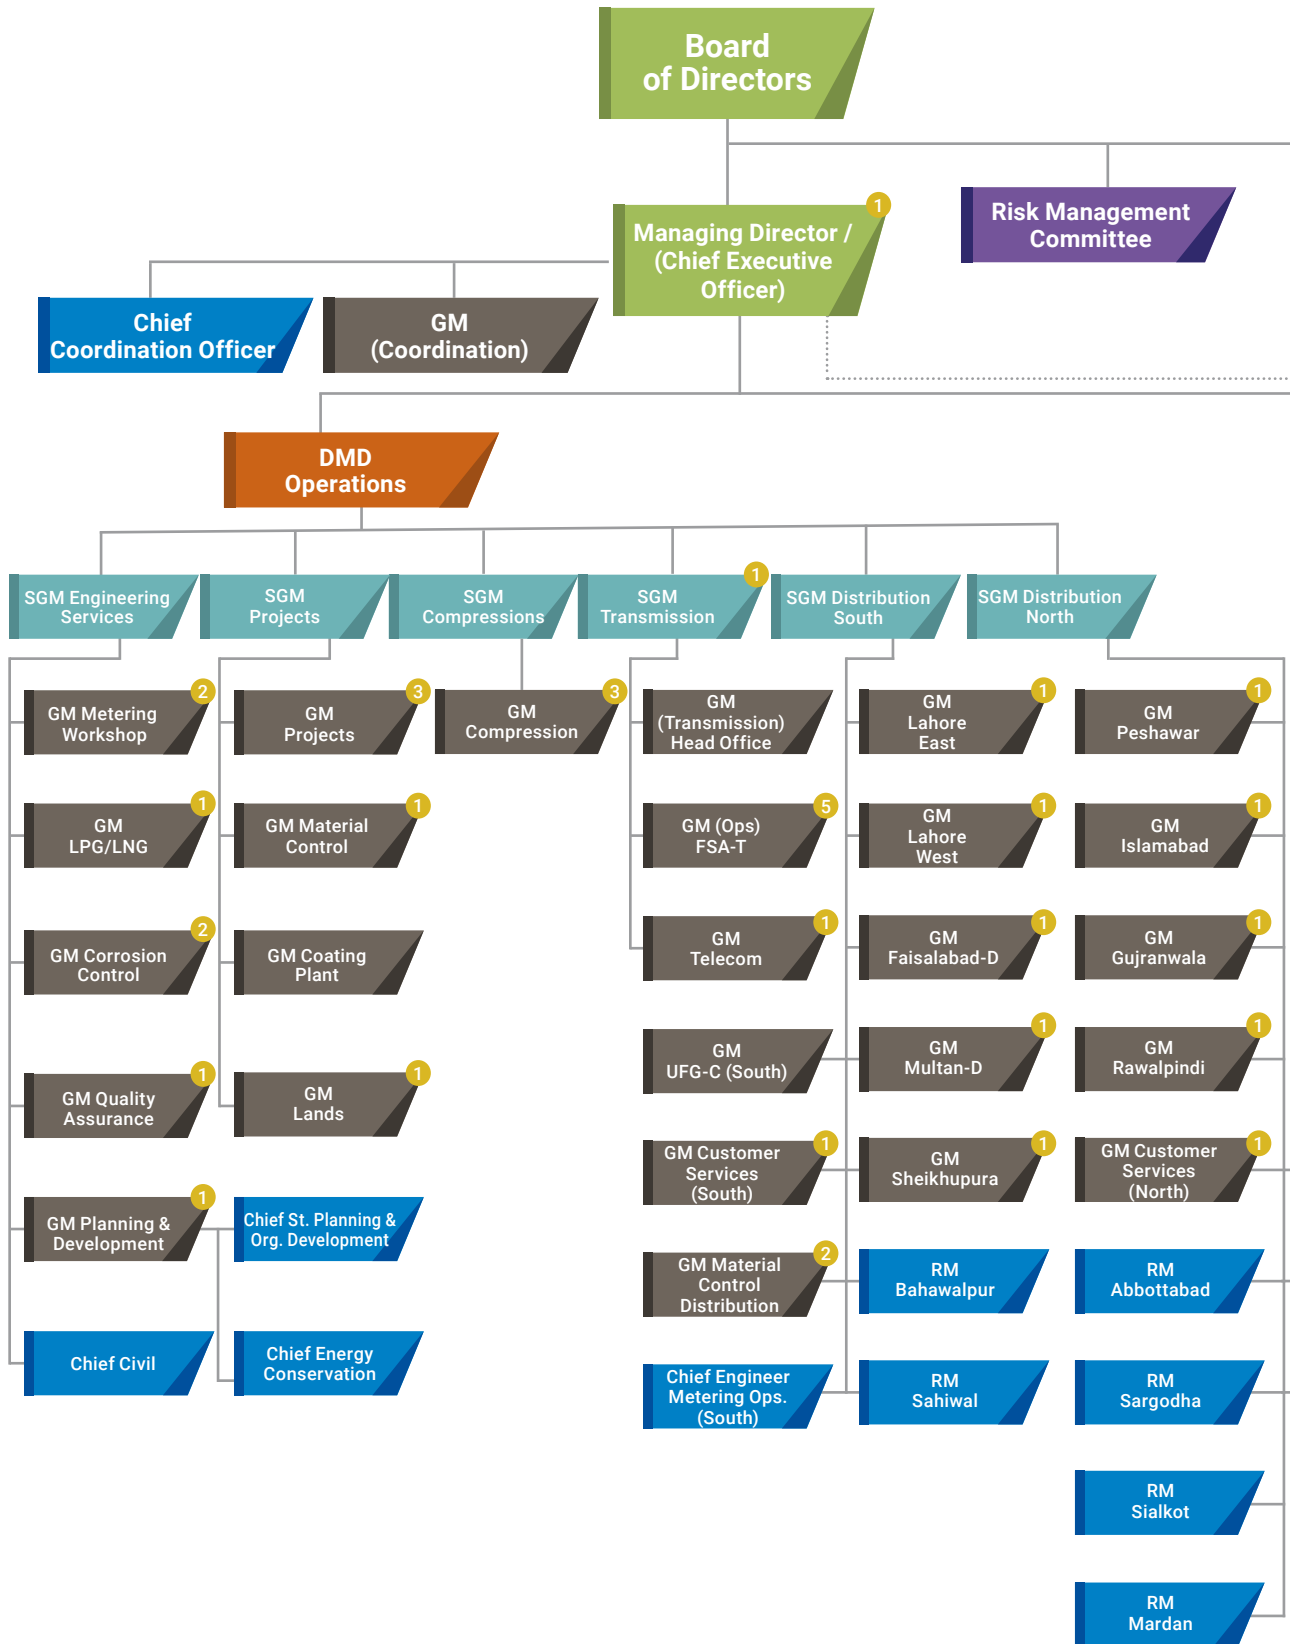 Board
of Directors
1
Managing Director /
(Chief Executive
Officer)
Risk Management
Committee
Chief
Coordination Officer
GM
(Coordination)
DMD
Operations
SGM Engineering
Services
SGM
Projects
SGM
Compressions
1
SGM
Transmission
SGM Distribution
South
SGM Distribution
North
2
GM Metering
Workshop
3
GM
Projects
3
GM
Compression
GM
(Transmission)
Head Office
1
GM
Lahore
East
1
GM
Peshawar
1
GM
LPG/LNG
1
GM Material
Control
5
GM (Ops)
FSA-T
1
GM
Lahore
West
1
GM
Islamabad
2
GM Corrosion
Control
GM Coating
Plant
1
GM
Telecom
1
GM
Faisalabad-D
1
GM
Gujranwala
GM
UFG-C (South)
1
GM
Multan-D
1
GM
Rawalpindi
1
GM Quality
Assurance
1
GM
Lands
1
GM Customer
Services
(South)
1
GM
Sheikhupura
1
GM Customer
Services
(North)
1
GM Planning &
Development
Chief St. Planning &
Org. Development
2
GM Material
Control
Distribution
RM
Bahawalpur
RM
Abbottabad
Chief Civil
Chief Energy
Conservation
Chief Engineer
Metering Ops.
(South)
RM
Sahiwal
RM
Sargodha
RM
Sialkot
RM
Mardan